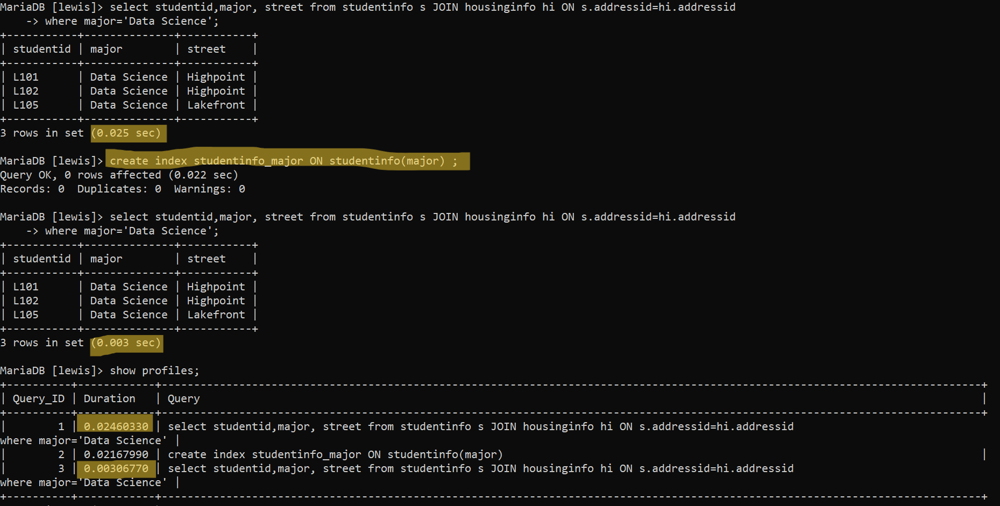 MariaDB [lewis]> select studentid,major, street from studentinfo s JOIN housinginfo hi ON s.addressid=hi.addressid
    -> where major='Data Science';
+-----------+--------------+-----------+
| studentid | major        | street    |
+-----------+--------------+-----------+
| L101      | Data Science | Highpoint |
| L102      | Data Science | Highpoint |
| L105      | Data Science | Lakefront |
+-----------+--------------+-----------+
3 rows in set (0.025 sec)

MariaDB [lewis]> create index studentinfo_major ON studentinfo(major) ;
Query OK, 0 rows affected (0.022 sec)
Records: 0  Duplicates: 0  Warnings: 0

MariaDB [lewis]> select studentid,major, street from studentinfo s JOIN housinginfo hi ON s.addressid=hi.addressid
    -> where major='Data Science';
+-----------+--------------+-----------+
| studentid | major        | street    |
+-----------+--------------+-----------+
| L101      | Data Science | Highpoint |
| L102      | Data Science | Highpoint |
| L105      | Data Science | Lakefront |
+-----------+--------------+-----------+
3 rows in set (0.003 sec)

MariaDB [lewis]> show profiles;
+----------+------------+-------------------------------------------------------------------------------------------------------------------------------+
| Query_ID | Duration   | Query                                                                                                                         |
+----------+------------+-------------------------------------------------------------------------------------------------------------------------------+
|        1 | 0.02460330 | select studentid,major, street from studentinfo s JOIN housinginfo hi ON s.addressid=hi.addressid
where major='Data Science' |
|        2 | 0.02167990 | create index studentinfo_major ON studentinfo(major)                                                                          |
|        3 | 0.00306770 | select studentid,major, street from studentinfo s JOIN housinginfo hi ON s.addressid=hi.addressid
where major='Data Science' |
+----------+------------+-------------------------------------------------------------------------------------------------------------------------------+